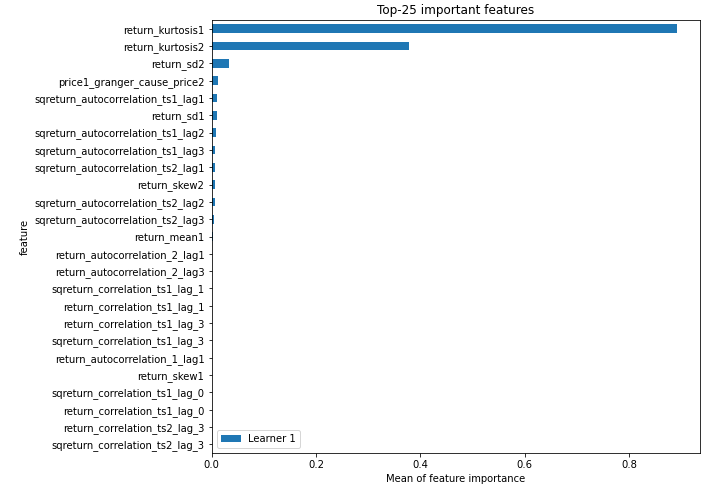 Top-25 important features
return_kurtosis1
return_kurtosis2
return_sd2
price1_granger_cause_price2
sqreturn_autocorrelation_ts1_lag1
return_sd1
sqreturn_autocorrelation_ts1_lag2
sqreturn_autocorrelation_ts1_lag3
sqreturn_autocorrelation_ts2_lag1
return_skew2
sqreturn_autocorrelation_ts2_lag2
sqreturn_autocorrelation_ts2_lag3
return_mean1
return_autocorrelation_2_lag1
return_autocorrelation_2_lag3
sqreturn_correlation_ts1_lag_1
return_correlation_ts1_lag_1
return_correlation_ts1_lag_3
sqreturn_correlation_ts1_lag_3
return_autocorrelation_1_lag1
return_skew1
sqreturn_correlation_ts1_lag_0
return_correlation_ts1_lag_0
return_correlation_ts2_lag_3
sqreturn_correlation_ts2_lag_3
feature
Learner 1
0.0 0.2 0.4 0.6 0.8
Mean of feature importance